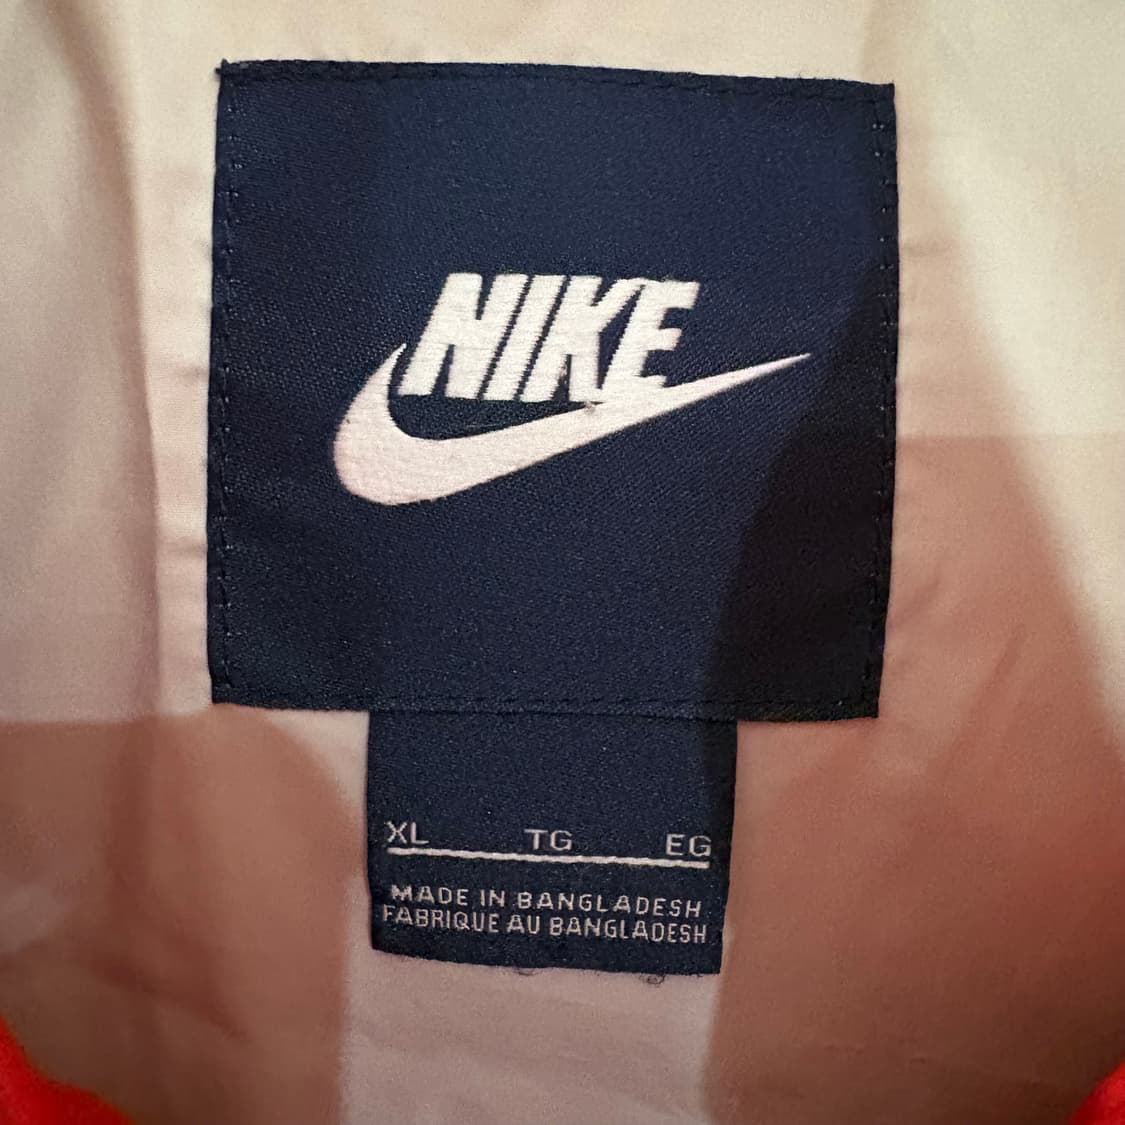 NIKE
XL TG EG
MADE IN BANGLADESH
FABRIQUE AU BANGLADESH